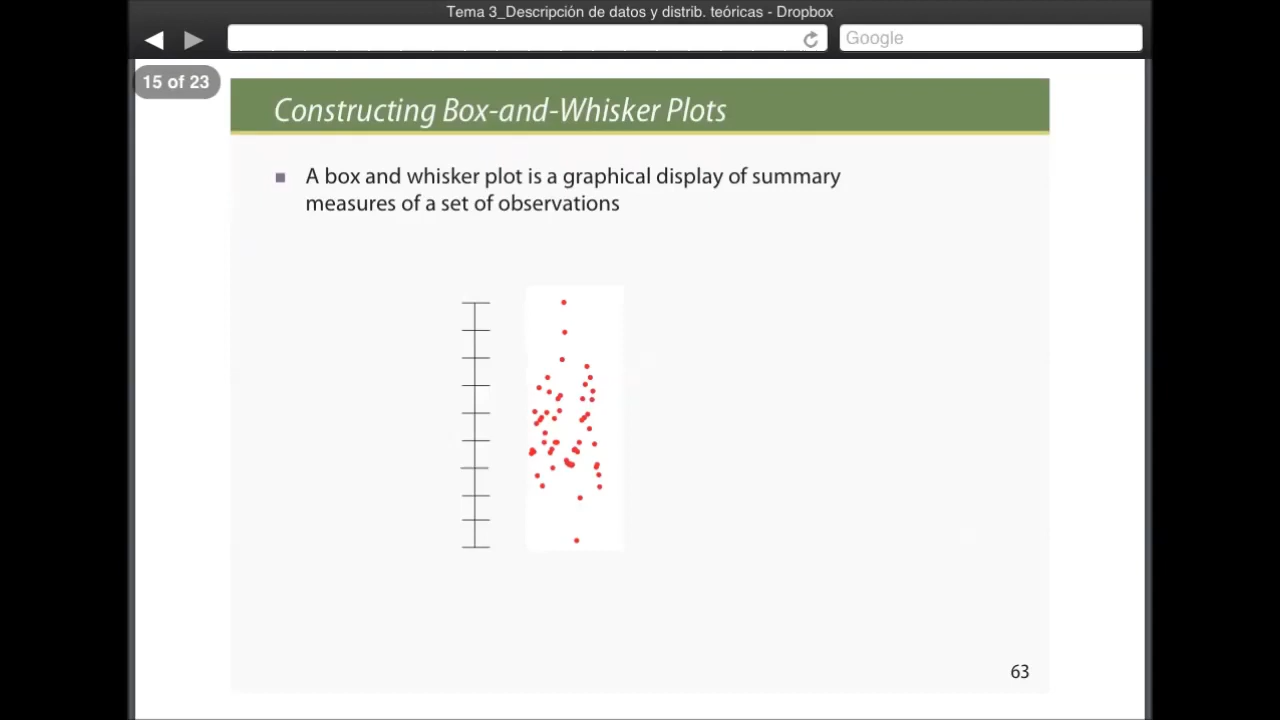 Tema 3_Descripción de datos y distrib. teóricas - Dropbox
Google
15 of 23
Constructing Box-and-Whisker Plots
A box and whisker plot is a graphical display of summary
measures of a set of observations
63